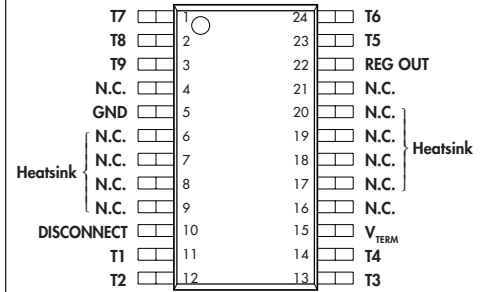 T7 1 24 T6
T8 2 23 T5
T9 3 22 REG OUT
N.C. 4 21 N.C.
GND 5 20 N.C.
N.C. 6 19 N.C.
N.C. 7 18 N.C.
Heatsink
Heatsink
N.C. 8 17 N.C.
N.C. 9 16 N.C.
DISCONNECT 10 15 VTERM
T1 11 14 T4
T2 12 13 T3